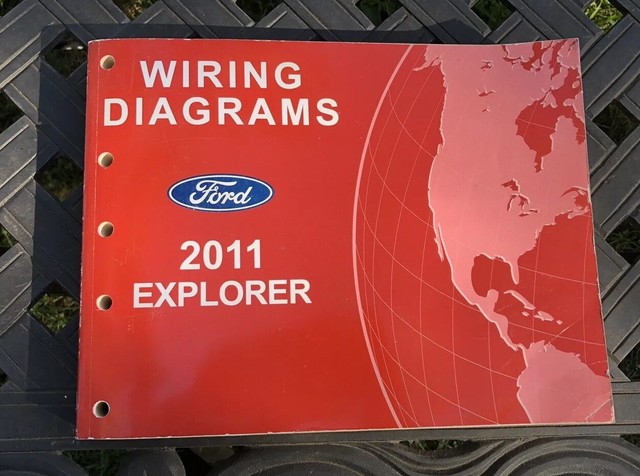 WIRING
DIAGRAMS
Ford
2011
EXPLORER